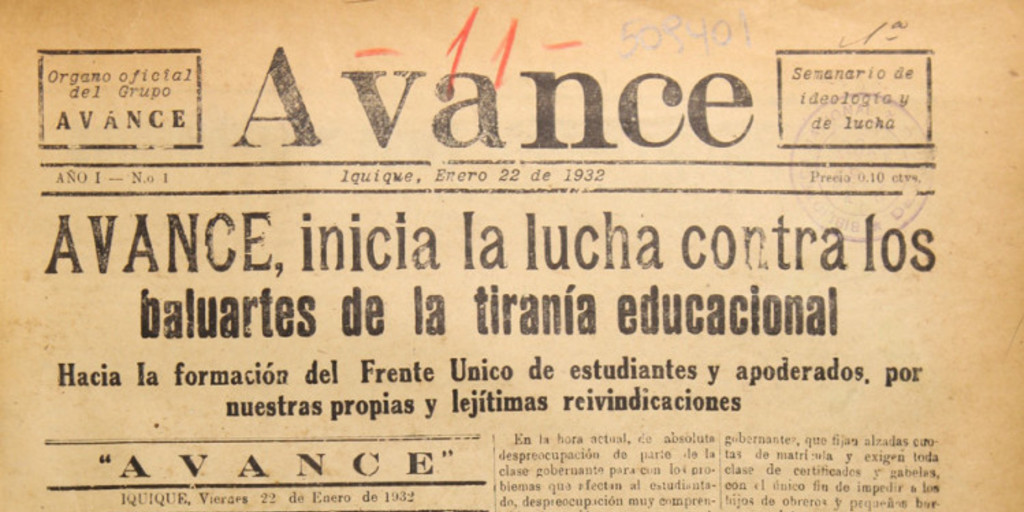 - 11 -
509401
1ª
Organo oficial
del Grupo
AVÁNCE
Avance
Semanario de
ideología y
de lucha
AÑO I — N.o 1
Iquique, Enero 22 de 1932
Precio 0.10 ctvs.
AVANCE, inicia la lucha contra los
baluartes de la tiranía educacional
Hacia la formación del Frente Unico de estudiantes y apoderados, por
nuestras propias y lejítimas reivindicaciones
“AVANCE”
IQUIQUE, Viernes 22 de Enero de 1932
En la hora actual, de absoluta
despreocupación de parte de la
clase gobernante para con los pro-
blemas que afectan al estudianta-
do, despreocupación muy compren-
gobernantes, que fijan alzadas cuo-
tas de matrícula y exigen toda
clase de certificados y gabelas,
con el único fin de impedir a los
hijos de obreros y pequeños bur-